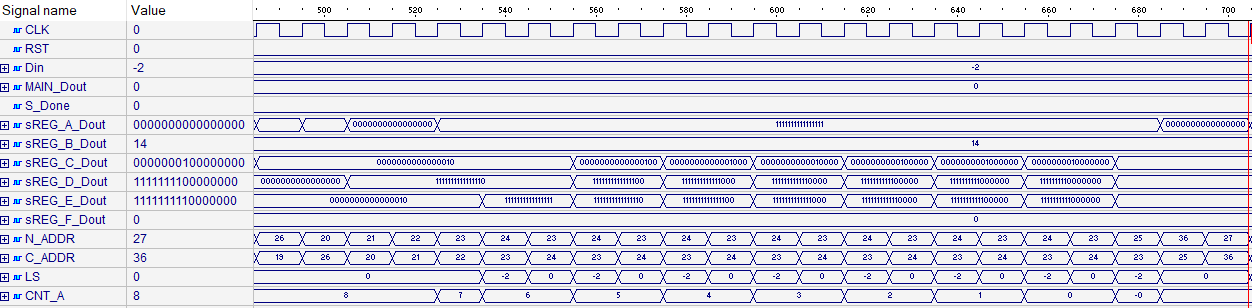 Signal name Value 500 520 540 560 580 600 620 640 660 680 700
CLK 0
RST 0
Din -2 -2
MAIN_Dout 0 0
S_Done 0
sREG_A_Dout 0000000000000000 0000000000000000 1111111111111111 0000000000000000
sREG_B_Dout 14 14
sREG_C_Dout 0000000100000000 0000000000000010 0000000000000100 0000000000001000 0000000000010000 0000000000100000 0000000001000000 0000000010000000
sREG_D_Dout 1111111100000000 0000000000000000 1111111111111110 1111111111111100 1111111111111000 1111111111110000 1111111111100000 1111111111000000 1111111110000000
sREG_E_Dout 1111111110000000 0000000000000010 1111111111111111 1111111111111110 1111111111111100 1111111111111000 1111111111110000 1111111111100000 1111111111000000
sREG_F_Dout 0 0
N_ADDR 27 26 20 21 22 23 24 23 24 23 24 23 24 23 24 23 24 23 24 23 25 36 27
C_ADDR 36 19 26 20 21 22 23 24 23 24 23 24 23 24 23 24 23 24 23 24 23 25 36
LS 0 0 -2 0 -2 0 -2 0 -2 0 -2 0 -2 0 -2 0 -2 0
CNT_A 8 8 7 6 5 4 3 2 1 0 -0 8